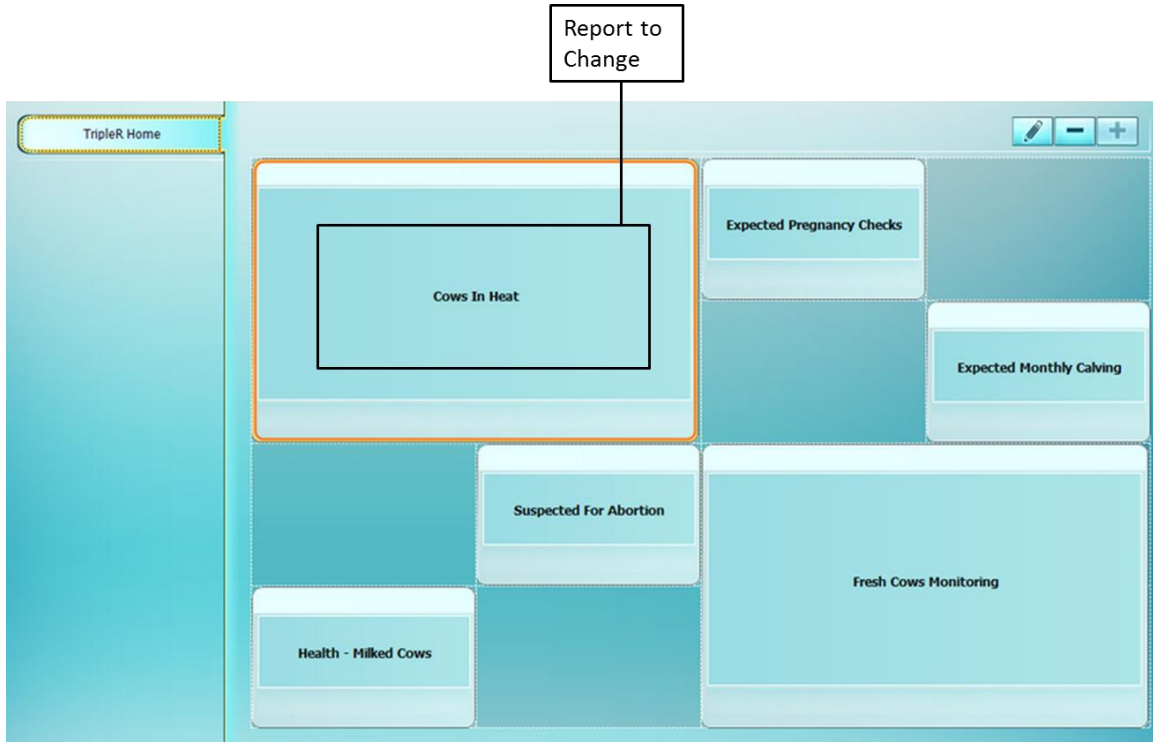 Report to
Change
TripleR Home
Cows In Heat
Expected Pregnancy Checks
Expected Monthly Calving
Suspected For Abortion
Fresh Cows Monitoring
Health - Milked Cows